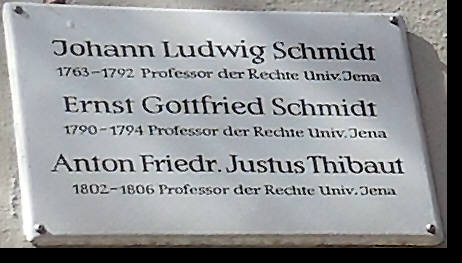 Johann Ludwig Schmidt
1763-1792 Professor der Rechte Univ. Jena
Ernst Gottfried Schmidt
1790-1794 Professor der Rechte Univ. Jena
Anton Friedr. Justus Thibaut
1802-1806 Professor der Rechte Univ. Jena